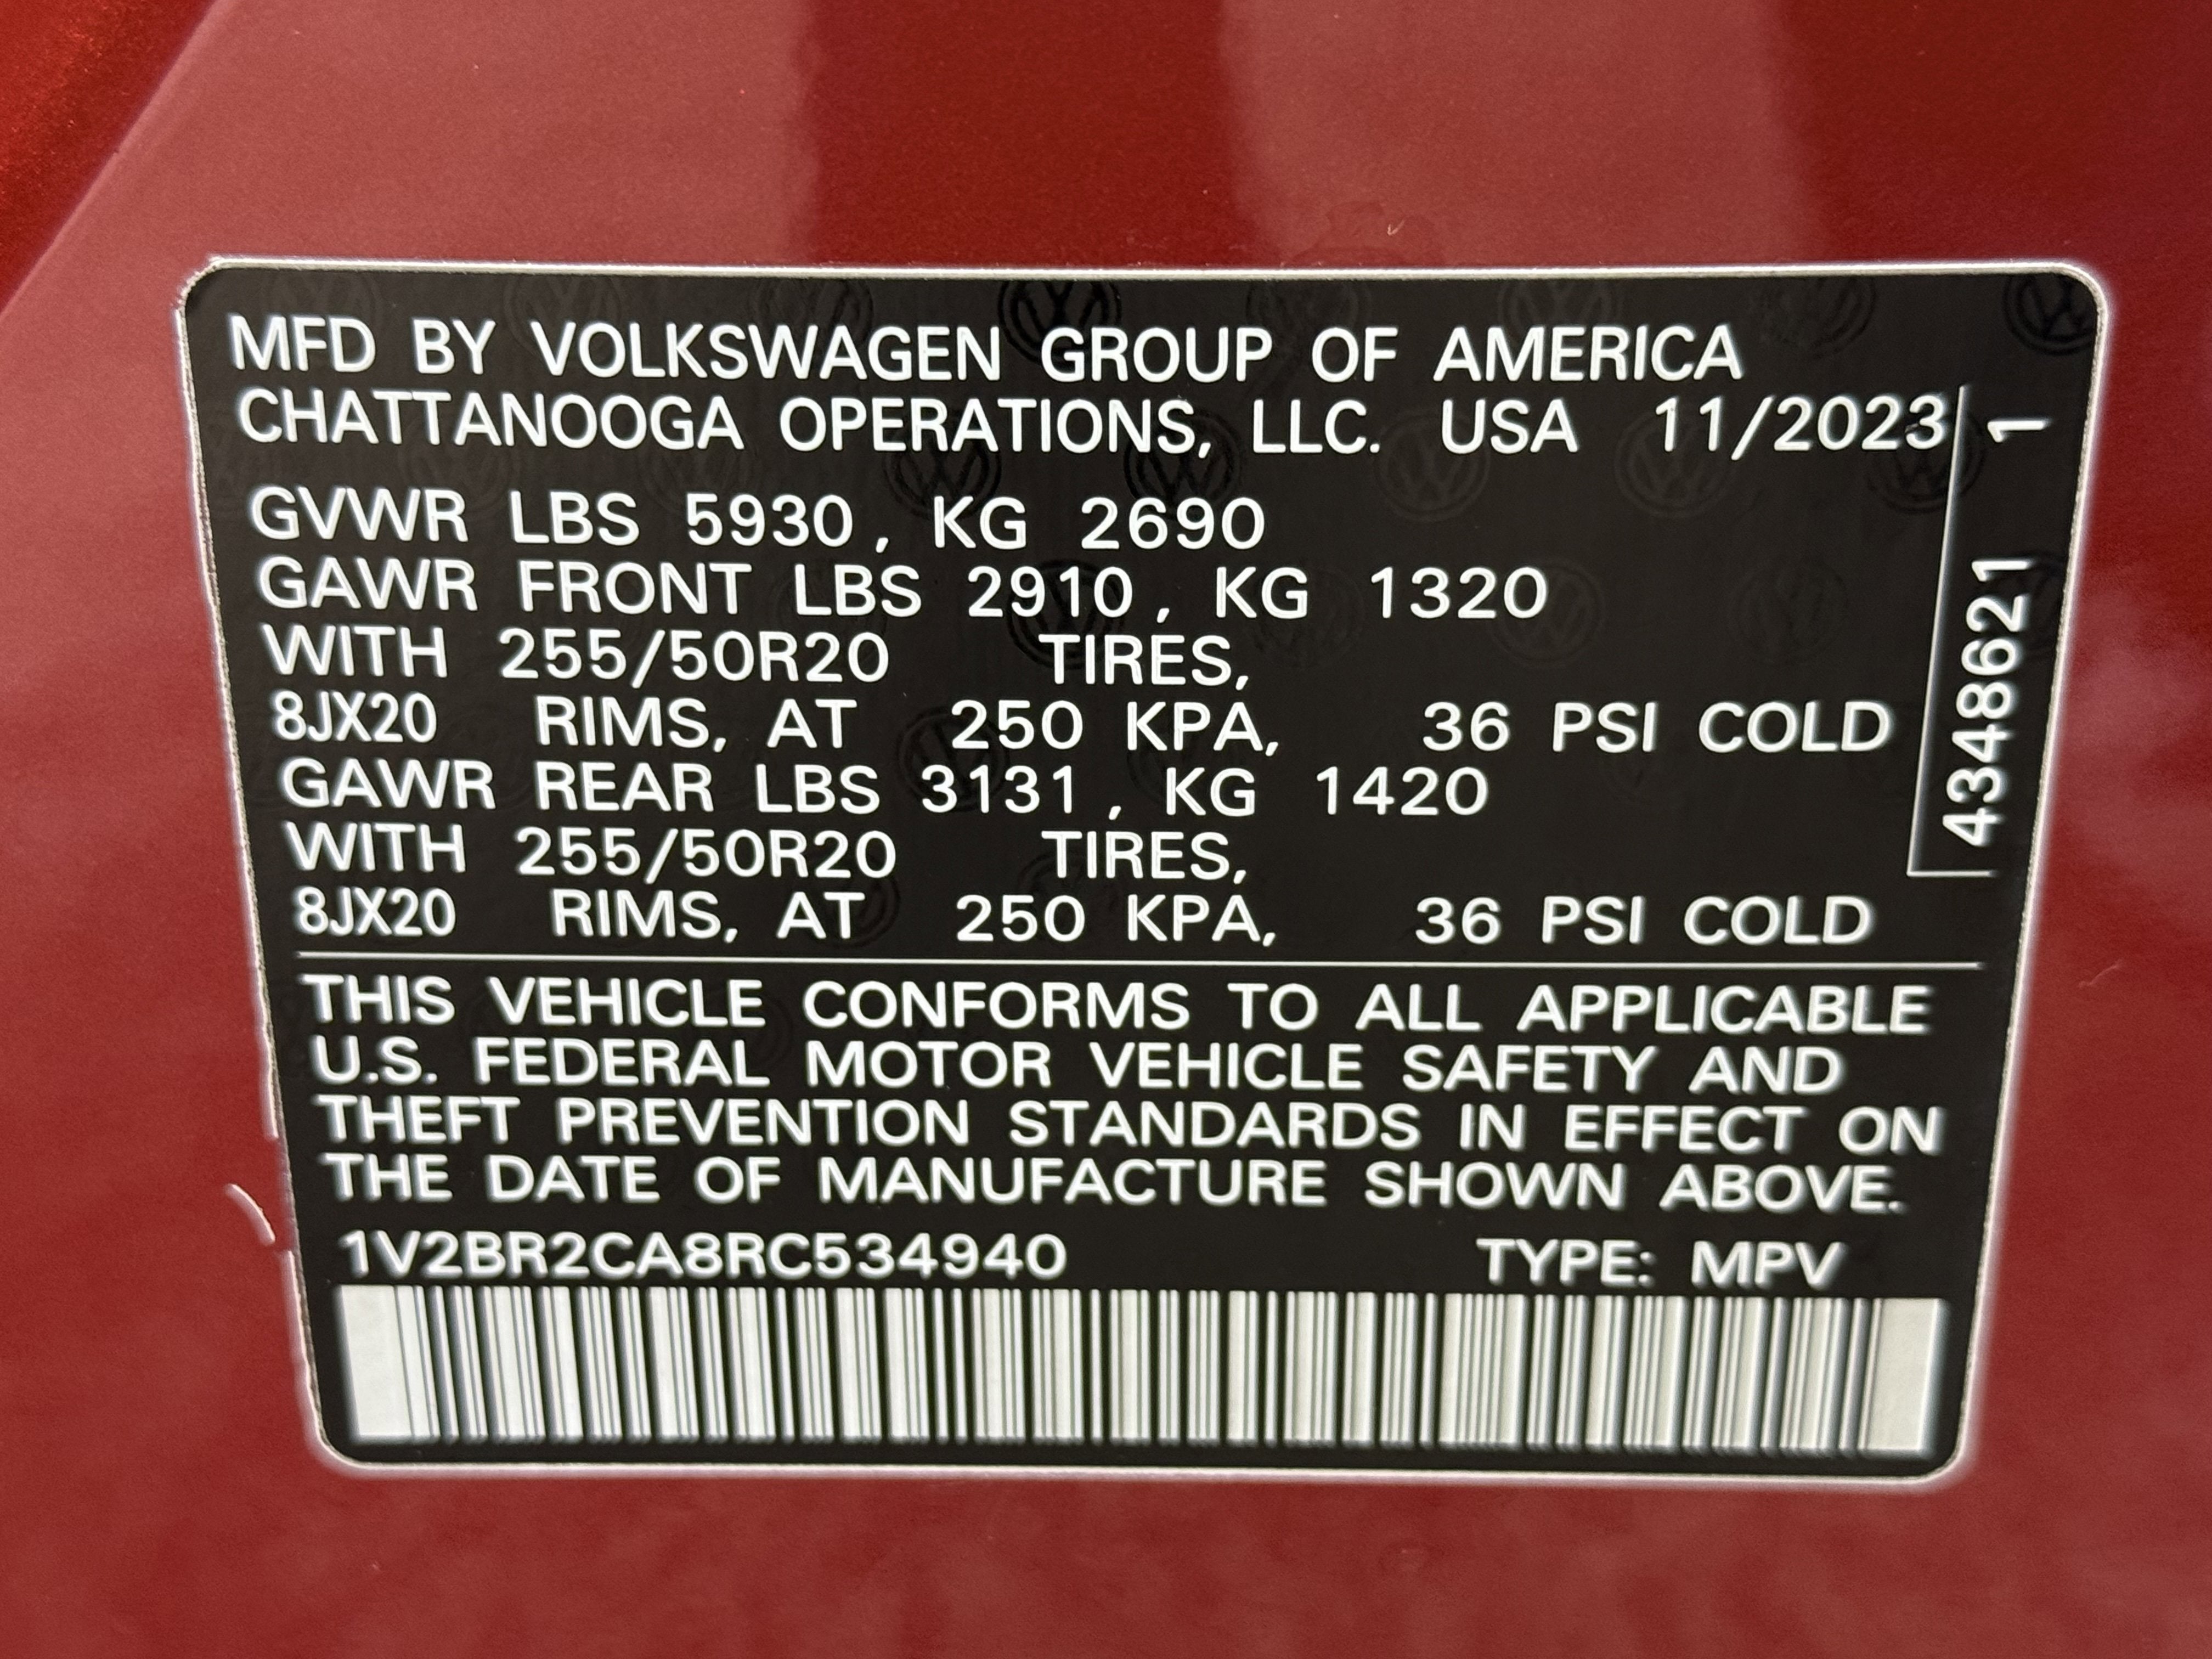 MFD BY VOLKSWAGEN GROUP OF AMERICA
CHATTANOOGA OPERATIONS, LLC. USA 11/2023
GVWR LBS 5930, KG 2690
GAWR FRONT LBS 2910, KG 1320
WITH 255/50R20 TIRES,
8JX20 RIMS, AT 250 KPA, 36 PSI COLD
GAWR REAR LBS 3131, KG 1420
WITH 255/50R20 TIRES,
8JX20 RIMS, AT 250 KPA, 36 PSI COLD
4348621 1
THIS VEHICLE CONFORMS TO ALL APPLICABLE
U.S. FEDERAL MOTOR VEHICLE SAFETY AND
THEFT PREVENTION STANDARDS IN EFFECT ON
THE DATE OF MANUFACTURE SHOWN ABOVE.
1V2BR2CA8RC534940 TYPE: MPV